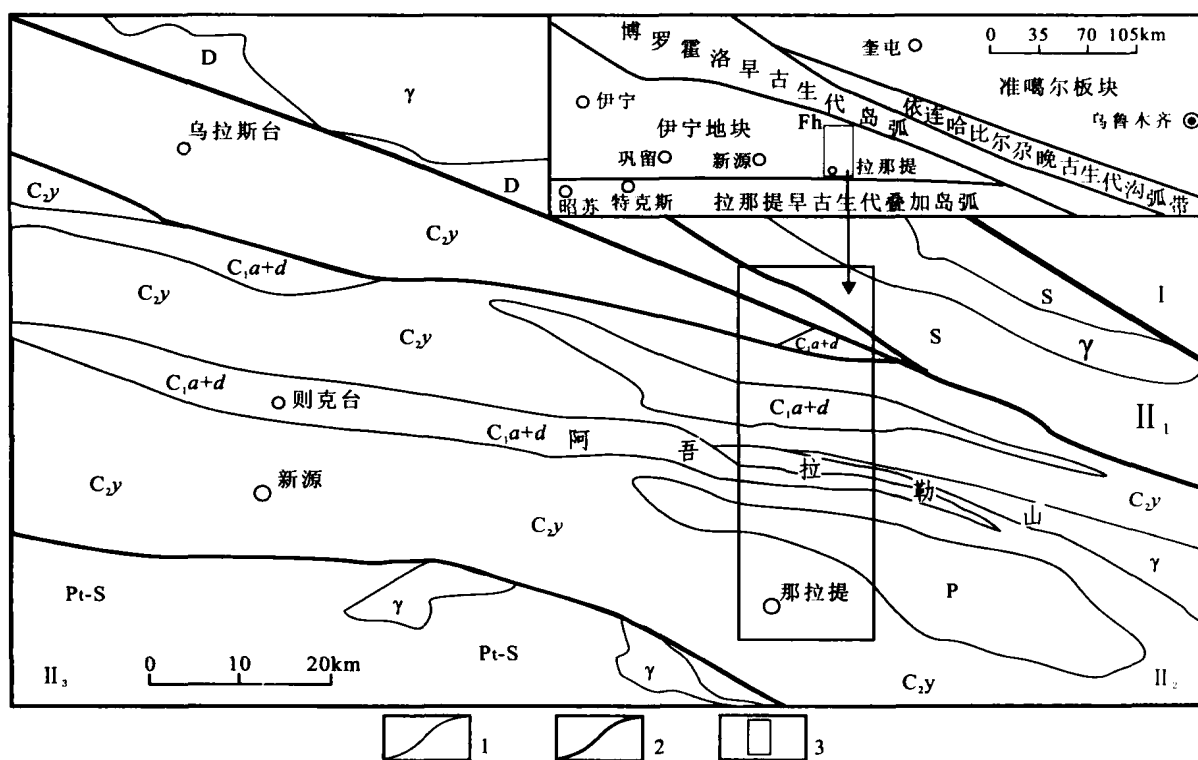 博罗霍洛早古生代岛弧
奎屯
0 35 70 105km
准噶尔板块
乌鲁木齐
依连哈比尔尕晚古生代沟弧带
伊宁
伊宁地块
Fh
巩留
新源
拉那提
昭苏
特克斯
拉那提早古生代叠加岛弧
D
γ
乌拉斯台
D
C₂y
C₂y
C₁a+d
C₂y
C₂y
S
I
S
γ
C₁a+d
II₁
C₁a+d
则克台
C₁a+d
C₁a+d
阿吾拉勒山
C₂y
新源
C₂y
C₂y
γ
Pt-S
γ
那拉提
P
Pt-S
γ
II₃
0 10 20km
C₂y
II₂
1
2
3